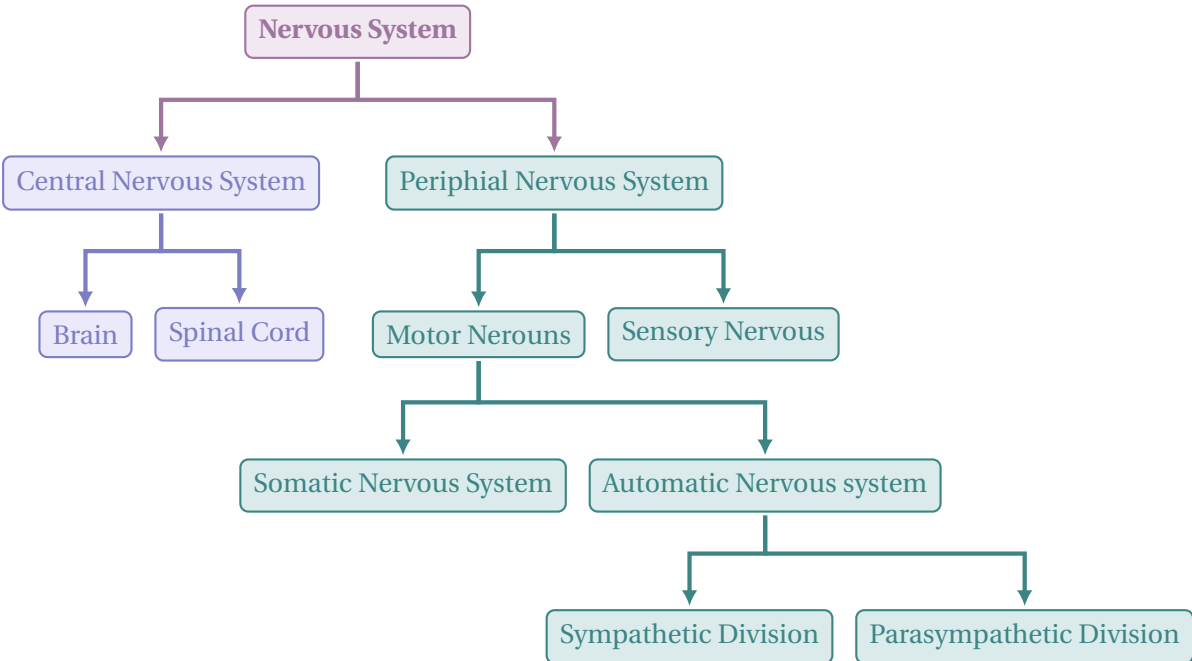 Nervous System
Central Nervous System
Periphial Nervous System
Brain
Spinal Cord
Motor Nerouns
Sensory Nervous
Somatic Nervous System
Automatic Nervous system
Sympathetic Division
Parasympathetic Division